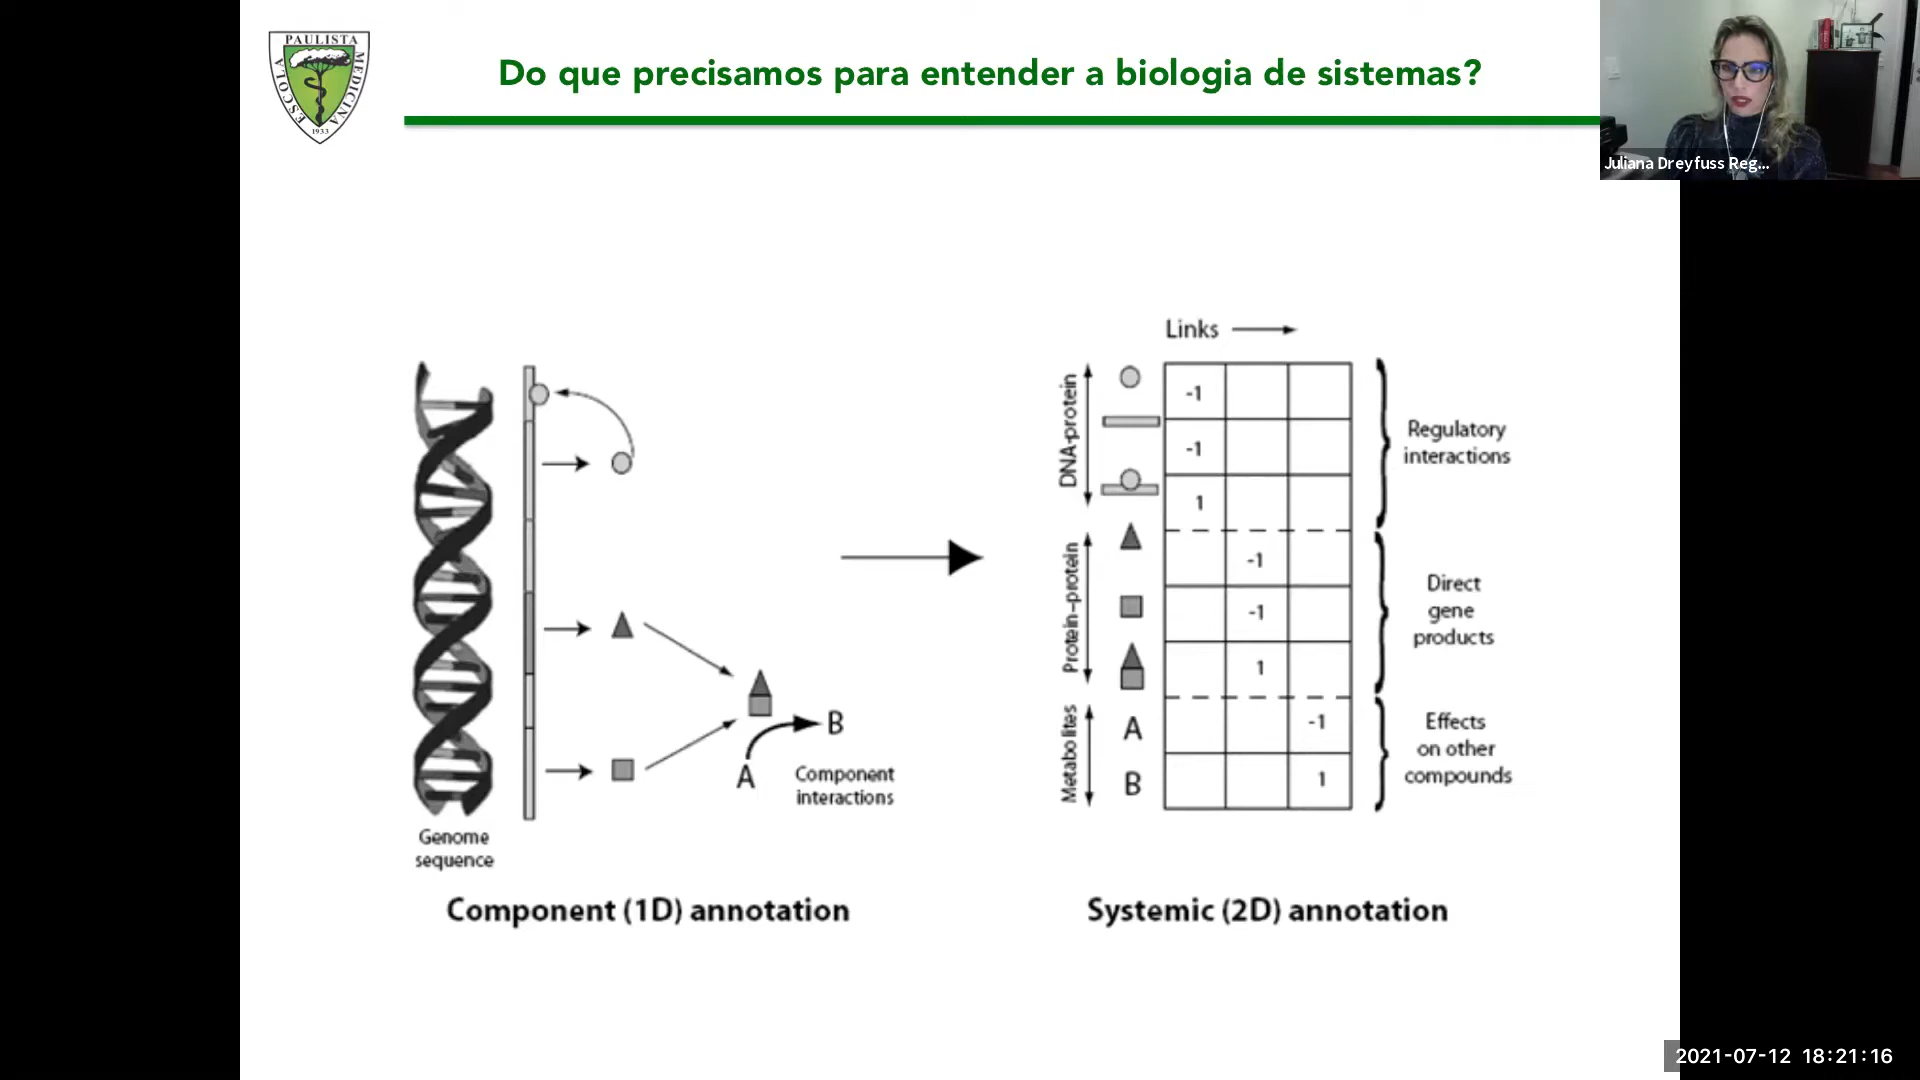 PAULISTA
MEDICINA
ESCOLA
1933
Do que precisamos para entender a biologia de sistemas?
Juliana Dreyfuss Reg...
Genome
sequence
A
B
Component
interactions
Component (1D) annotation
Links
DNA-protein
Protein–protein
Metabolites
A
B
-1
-1
1
-1
-1
1
-1
1
Regulatory
interactions
Direct
gene
products
Effects
on other
compounds
Systemic (2D) annotation
2021-07-12 18:21:16